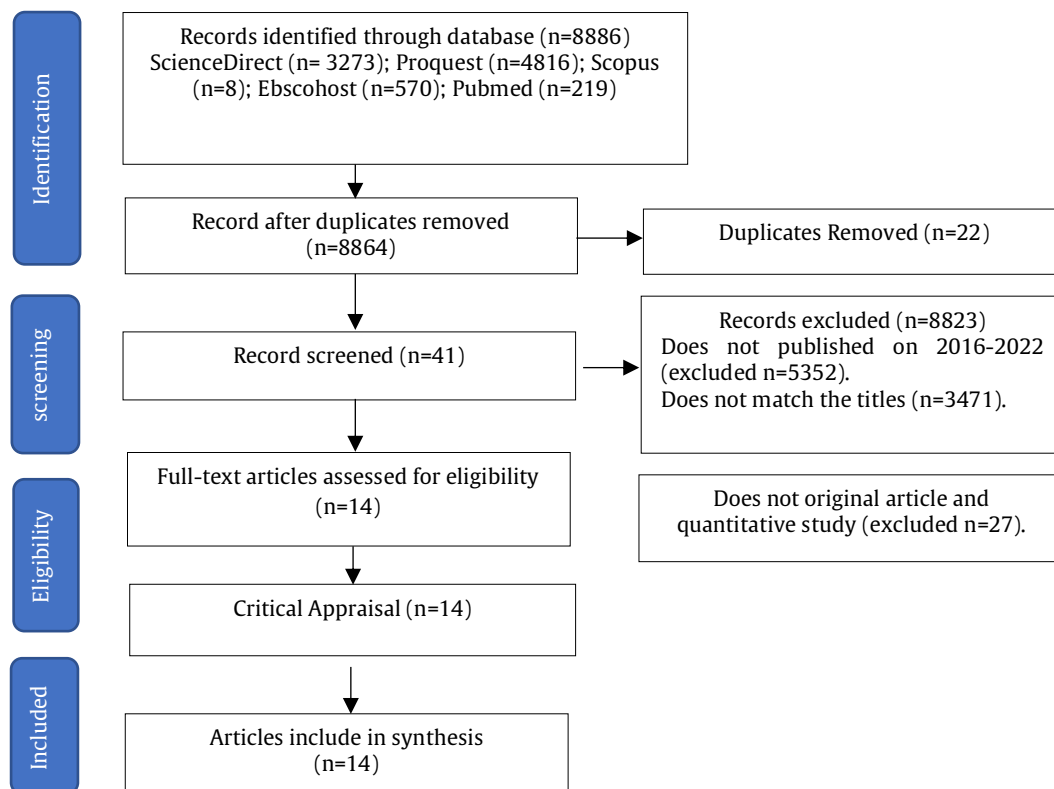 Identification
Records identified through database (n=8886)
ScienceDirect (n= 3273); Proquest (n=4816); Scopus
(n=8); Ebscohost (n=570); Pubmed (n=219)
Record after duplicates removed
(n=8864)
Duplicates Removed (n=22)
screening
Record screened (n=41)
Records excluded (n=8823)
Does not published on 2016-2022
(excluded n=5352).
Does not match the titles (n=3471).
Eligibility
Full-text articles assessed for eligibility
(n=14)
Does not original article and
quantitative study (excluded n=27).
Critical Appraisal (n=14)
Included
Articles include in synthesis
(n=14)